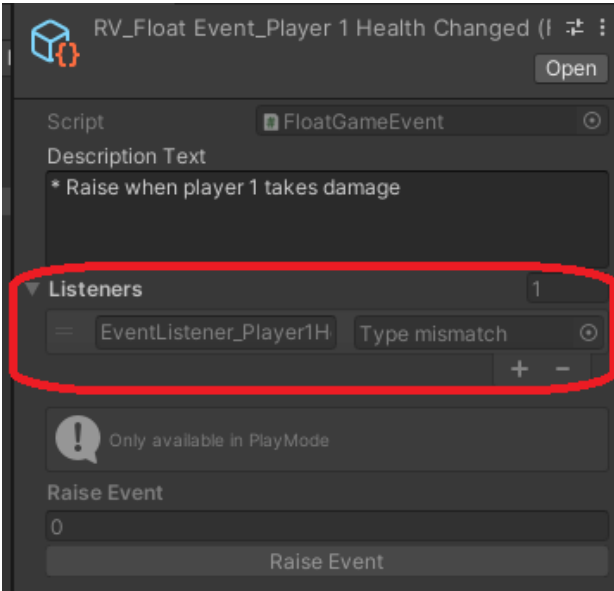 RV_Float Event_Player 1 Health Changed (
Open
Script FloatGameEvent
Description Text
* Raise when player 1 takes damage
Listeners 1
EventListener_Player1H Type mismatch
+ −
Only available in PlayMode
Raise Event
0
Raise Event